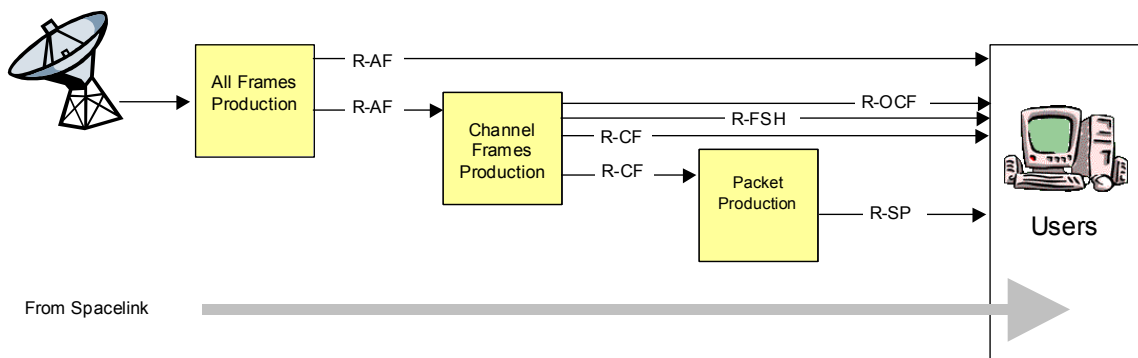 All Frames
Production
R-AF
R-AF
Channel
Frames
Production
R-OCF
R-FSH
R-CF
R-CF
Packet
Production
R-SP
Users
From Spacelink